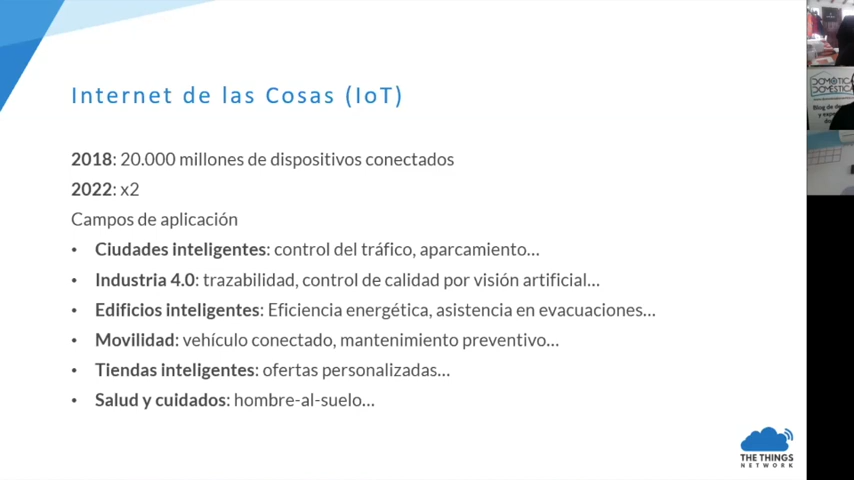 Internet de las Cosas (IoT)
2018: 20.000 millones de dispositivos conectados
2022: x2
Campos de aplicación
• Ciudades inteligentes: control del tráfico, aparcamiento...
• Industria 4.0: trazabilidad, control de calidad por visión artificial...
• Edificios inteligentes: Eficiencia energética, asistencia en evacuaciones...
• Movilidad: vehículo conectado, mantenimiento preventivo...
• Tiendas inteligentes: ofertas personalizadas...
• Salud y cuidados: hombre-al-suelo...
THE THINGS
NETWORK
DOMÓTICA
DOMÉSTICA
Blog de